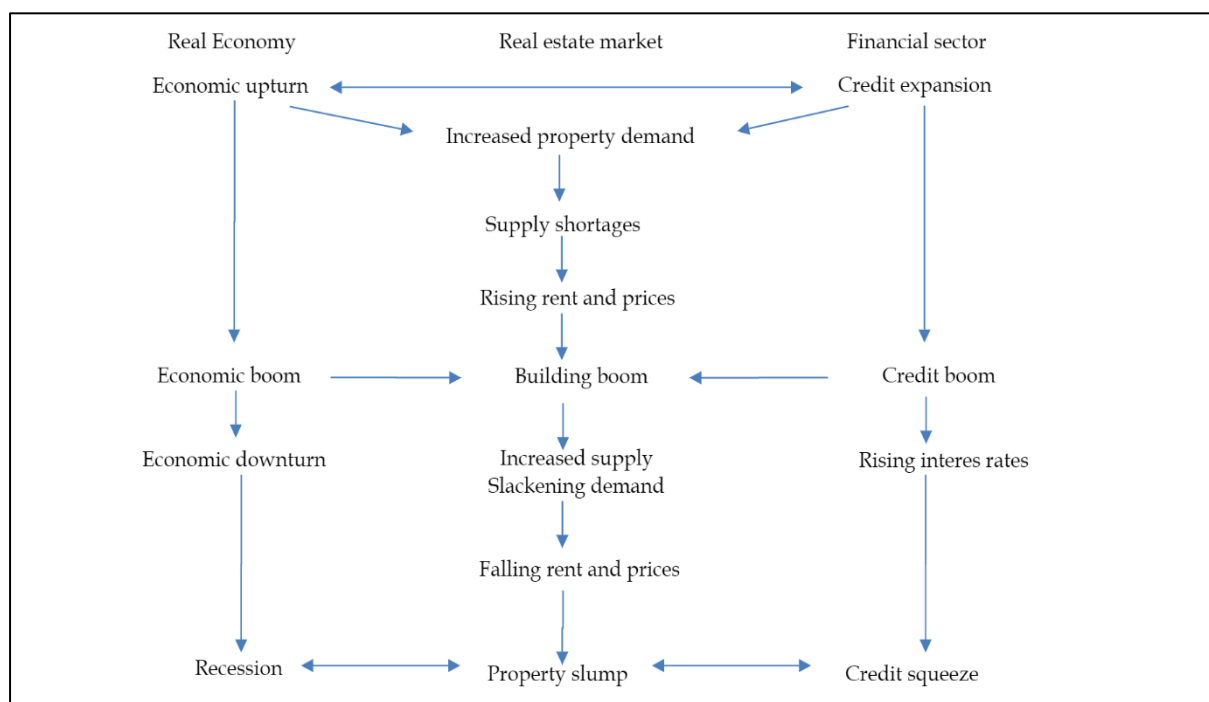 Real Economy
Real estate market
Financial sector
Economic upturn
Credit expansion
Increased property demand
Supply shortages
Rising rent and prices
Economic boom
Building boom
Credit boom
Economic downturn
Increased supply
Slackening demand
Rising interes rates
Falling rent and prices
Recession
Property slump
Credit squeeze